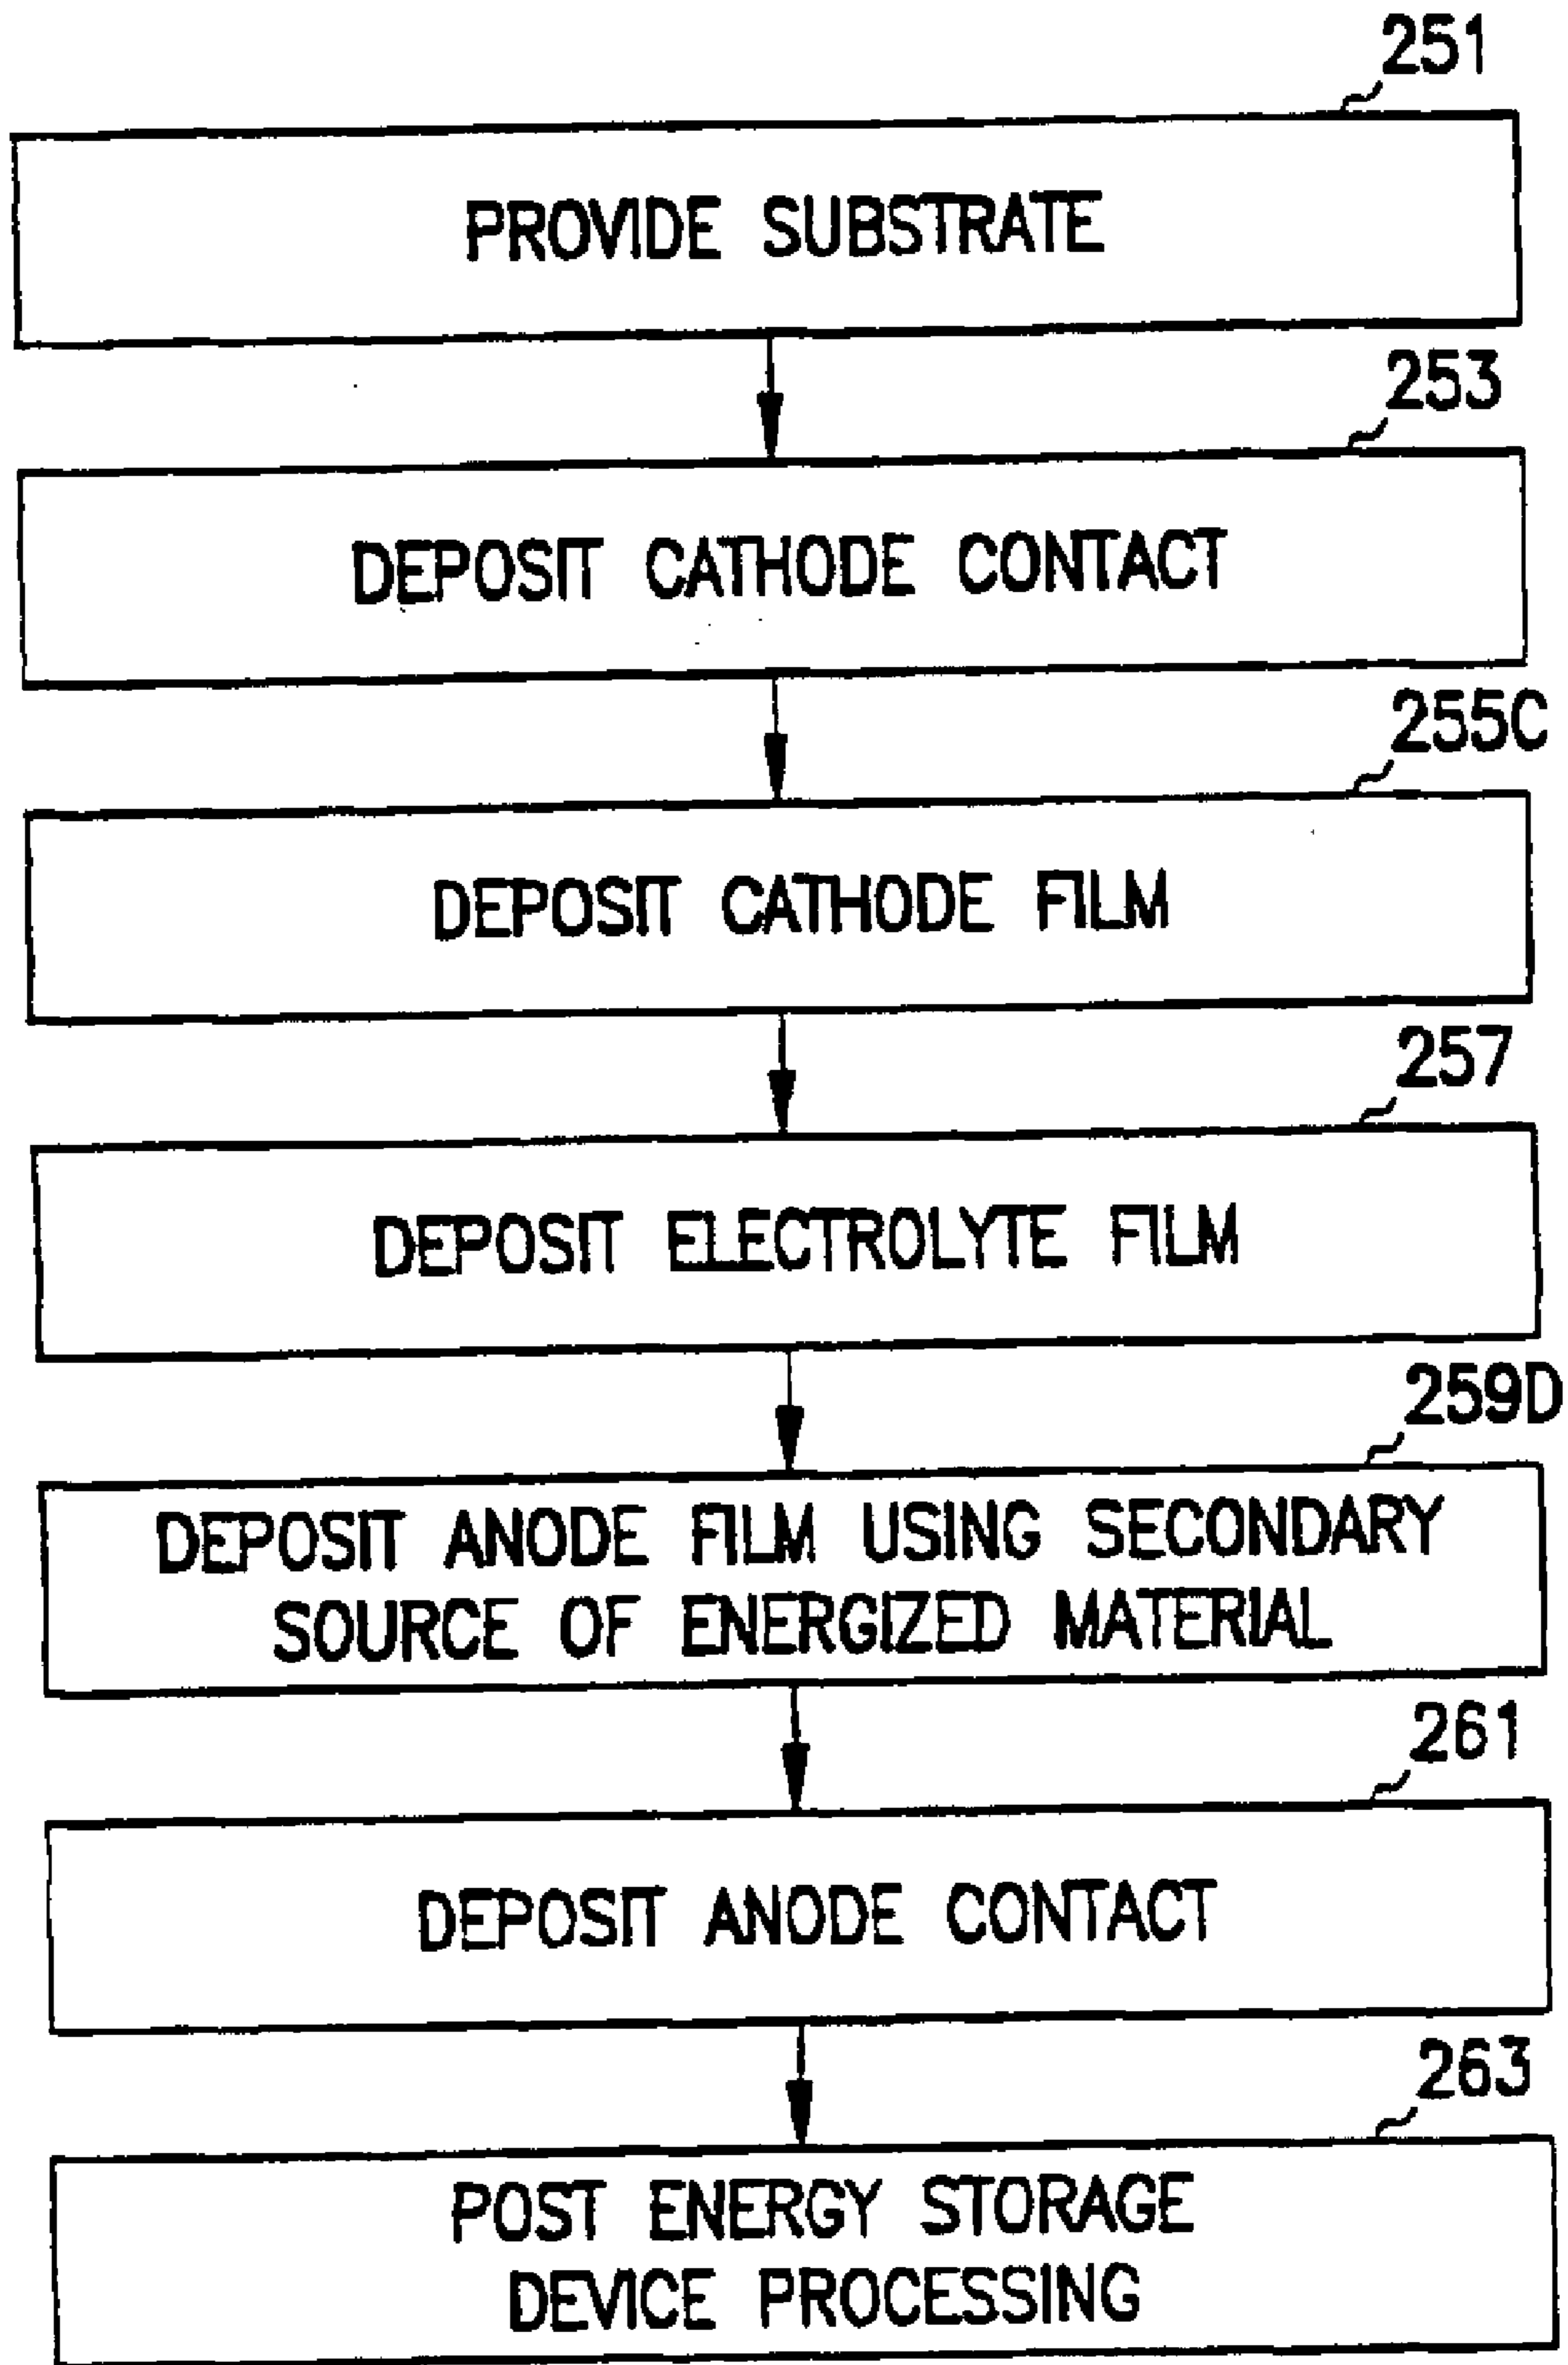 251
PROVIDE SUBSTRATE
253
DEPOSIT CATHODE CONTACT
255C
DEPOSIT CATHODE FILM
257
DEPOSIT ELECTROLYTE FILM
259D
DEPOSIT ANODE FILM USING SECONDARY
SOURCE OF ENERGIZED MATERIAL
261
DEPOSIT ANODE CONTACT
263
POST ENERGY STORAGE
DEVICE PROCESSING